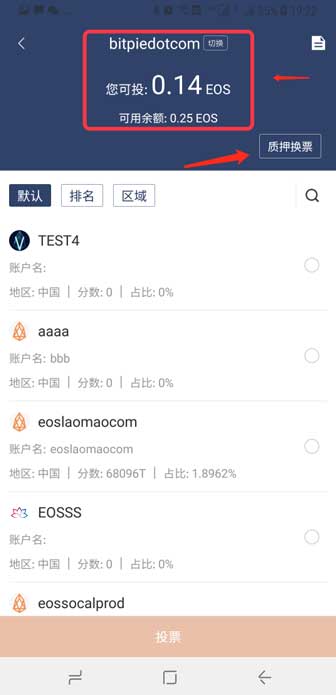 35% 19:22
bitpiedotcom 切换
您可投: 0.14 EOS
可用余额: 0.25 EOS
质押换票
默认 排名 区域
TEST4
账户名:
地区: 中国 | 分数: 0 | 占比: 0%
aaaa
账户名: bbb
地区: 中国 | 分数: 0 | 占比: 0%
eoslaomaocom
账户名: eoslaomaocom
地区: 中国 | 分数: 68096T | 占比: 1.8962%
EOSSS
账户名:
地区: 中国 | 分数: 0 | 占比: 0%
eossocalprod
投票